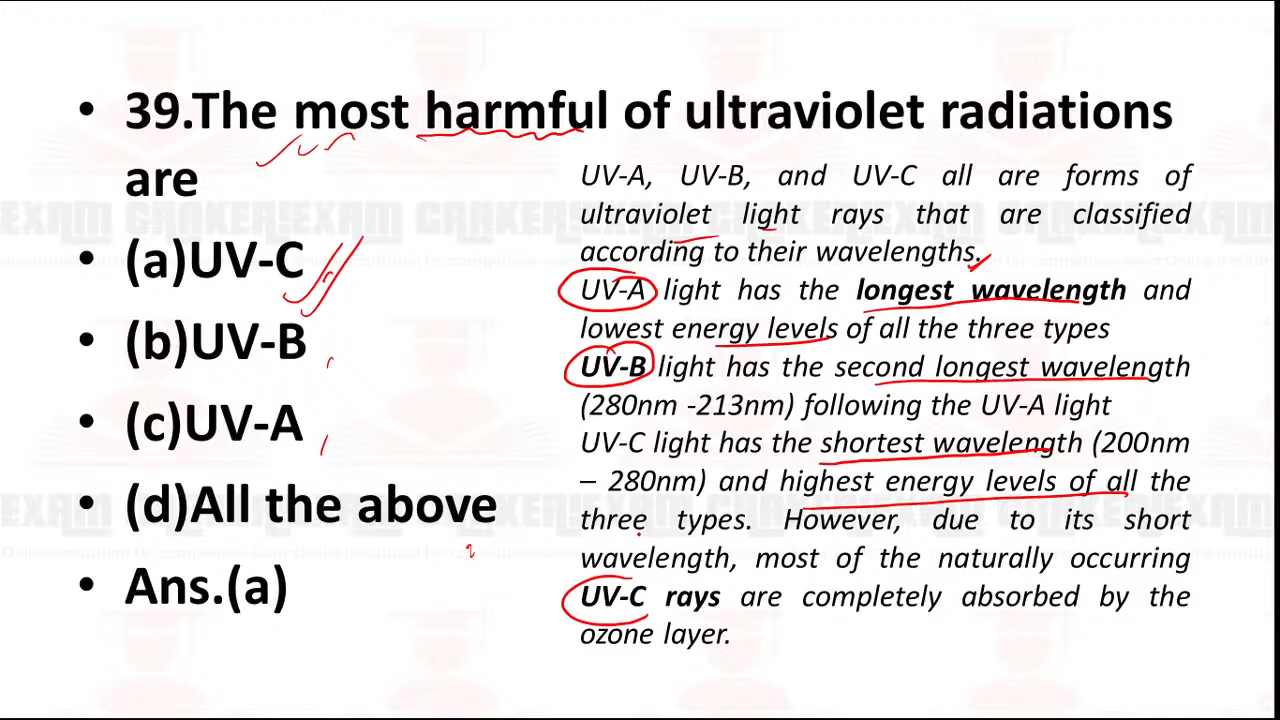 • 39.The most harmful of ultraviolet radiations
are
• (a)UV-C
• (b)UV-B
• (c)UV-A
• (d)All the above
• Ans.(a)
UV-A, UV-B, and UV-C all are forms of
ultraviolet light rays that are classified
according to their wavelengths.
UV-A light has the longest wavelength and
lowest energy levels of all the three types
UV-B light has the second longest wavelength
(280nm -213nm) following the UV-A light
UV-C light has the shortest wavelength (200nm
– 280nm) and highest energy levels of all the
three types. However, due to its short
wavelength, most of the naturally occurring
UV-C rays are completely absorbed by the
ozone layer.